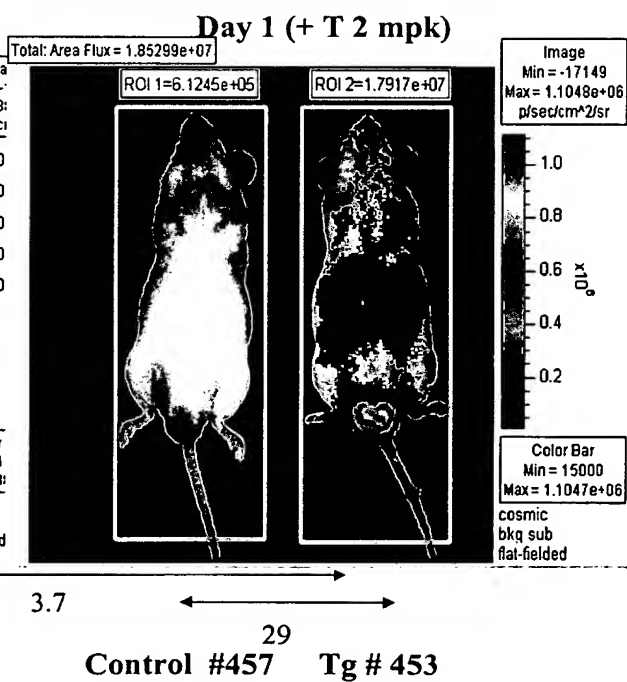 Day 1 (+ T 2 mpk)
Total: Area Flux = 1.85299e+07
ROI 1=6.1245e+05
ROI 2=1.7917e+07
Image
Min = -17149
Max = 1.1048e+06
p/sec/cm^2/sr
1.0
0.8
0.6
0.4
0.2
x10⁶
Color Bar
Min = 15000
Max = 1.1047e+06
cosmic
bkg sub
flat-fielded
3.7
29
Control #457 Tg # 453